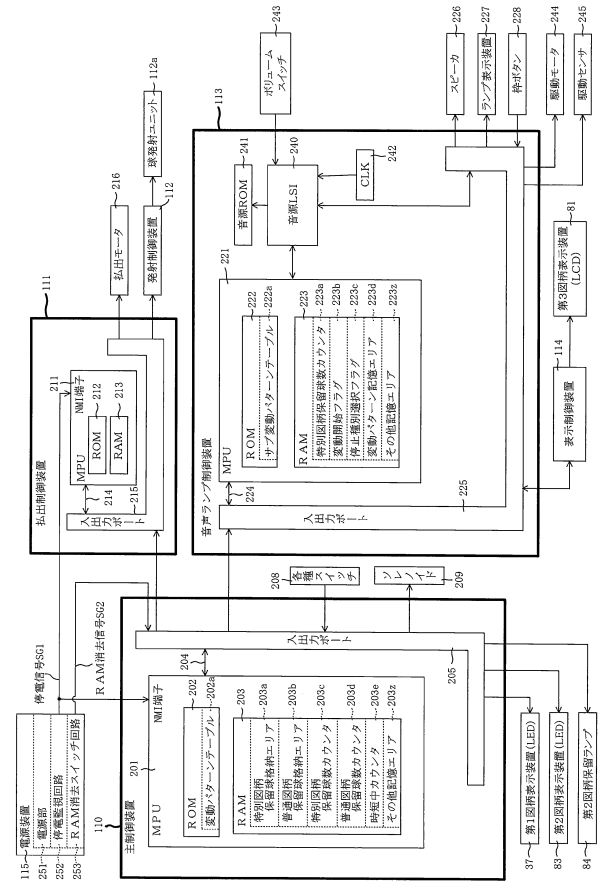 115
電源装置
251
電源部
252
停電監視回路
253
RAM消去スイッチ回路
停電信号SG1
RAM消去信号SG2
110
主制御装置
201
MPU
NMI端子
ROM
202
変動パターンテーブル
202a
RAM
203
特別図柄
保留球格納エリア
203a
普通図柄
保留球格納エリア
203b
特別図柄
保留球数カウンタ
203c
普通図柄
保留球数カウンタ
203d
時短中カウンタ
203e
その他記憶エリア
203z
204
入出力ポート
205
37
第1図柄表示装置(LED)
83
第2図柄表示装置(LED)
84
第2図柄保留ランプ
各種スイッチ
208
ソレノイド
209
111
払出制御装置
211
MPU
NMI端子
ROM
212
RAM
213
214
入出力ポート
215
払出モータ
216
発射制御装置
112
球発射ユニット
112a
113
音声ランプ制御装置
221
MPU
ROM
222
サブ変動パターンテーブル
222a
RAM
223
特別図柄保留球数カウンタ
223a
変動開始フラグ
223b
停止種別選択フラグ
223c
変動パターン記憶エリア
223d
その他記憶エリア
223z
224
入出力ポート
225
音源ROM
241
音源LSI
240
CLK
242
ボリューム
スイッチ
243
スピーカ
226
ランプ表示装置
227
枠ボタン
228
駆動モータ
244
駆動センサ
245
表示制御装置
114
第3図柄表示装置
(LCD)
81